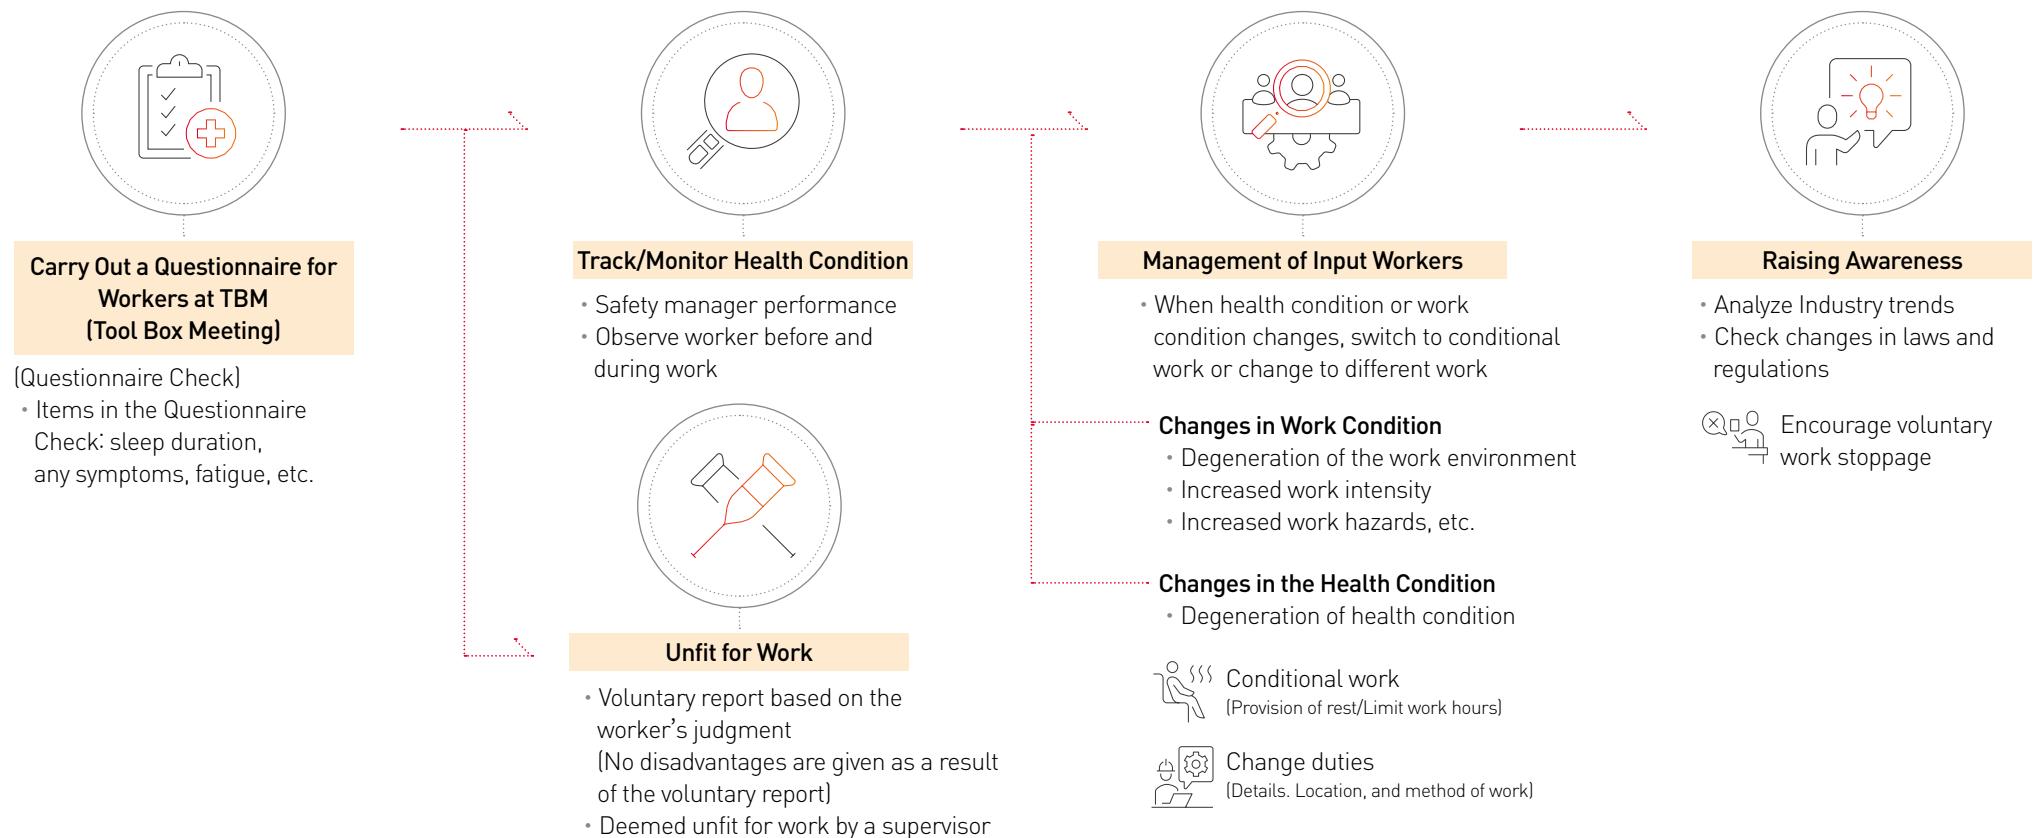 Carry Out a Questionnaire for
Workers at TBM
(Tool Box Meeting)
(Questionnaire Check)
• Items in the Questionnaire
Check: sleep duration,
any symptoms, fatigue, etc.
Track/Monitor Health Condition
• Safety manager performance
• Observe worker before and
during work
Unfit for Work
• Voluntary report based on the
worker's judgment
(No disadvantages are given as a result
of the voluntary report)
• Deemed unfit for work by a supervisor
Management of Input Workers
• When health condition or work
condition changes, switch to conditional
work or change to different work
Changes in Work Condition
• Degeneration of the work environment
• Increased work intensity
• Increased work hazards, etc.
Changes in the Health Condition
• Degeneration of health condition
Conditional work
(Provision of rest/Limit work hours)
Change duties
(Details. Location, and method of work)
Raising Awareness
• Analyze Industry trends
• Check changes in laws and
regulations
Encourage voluntary
work stoppage